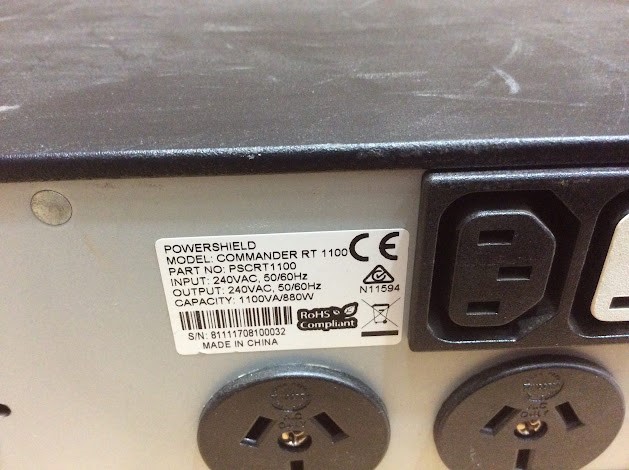 POWERSHIELD
MODEL: COMMANDER RT 1100
PART NO: PSCRT1100
INPUT: 240VAC, 50/60Hz
OUTPUT: 240VAC, 50/60Hz
CAPACITY: 1100VA/880W
CE
N11594
RoHS
Compliant
S/N: 81111708100032
MADE IN CHINA